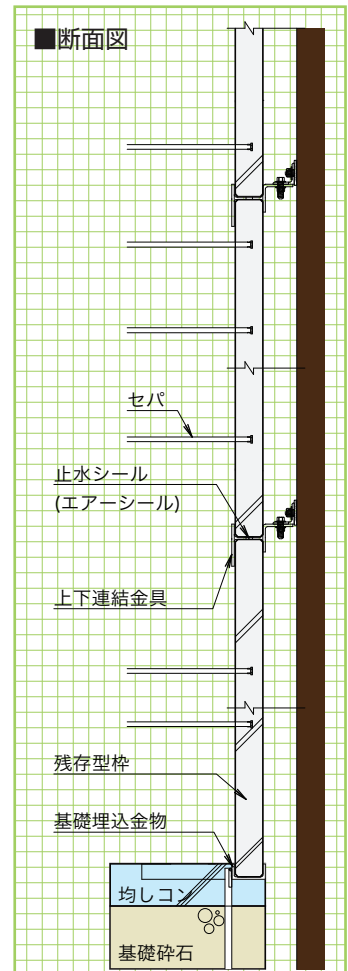 ■断面図
セパ
止水シール
(エアーシール)
上下連結金具
残存型枠
基礎埋込金物
均しコン
基礎砕石